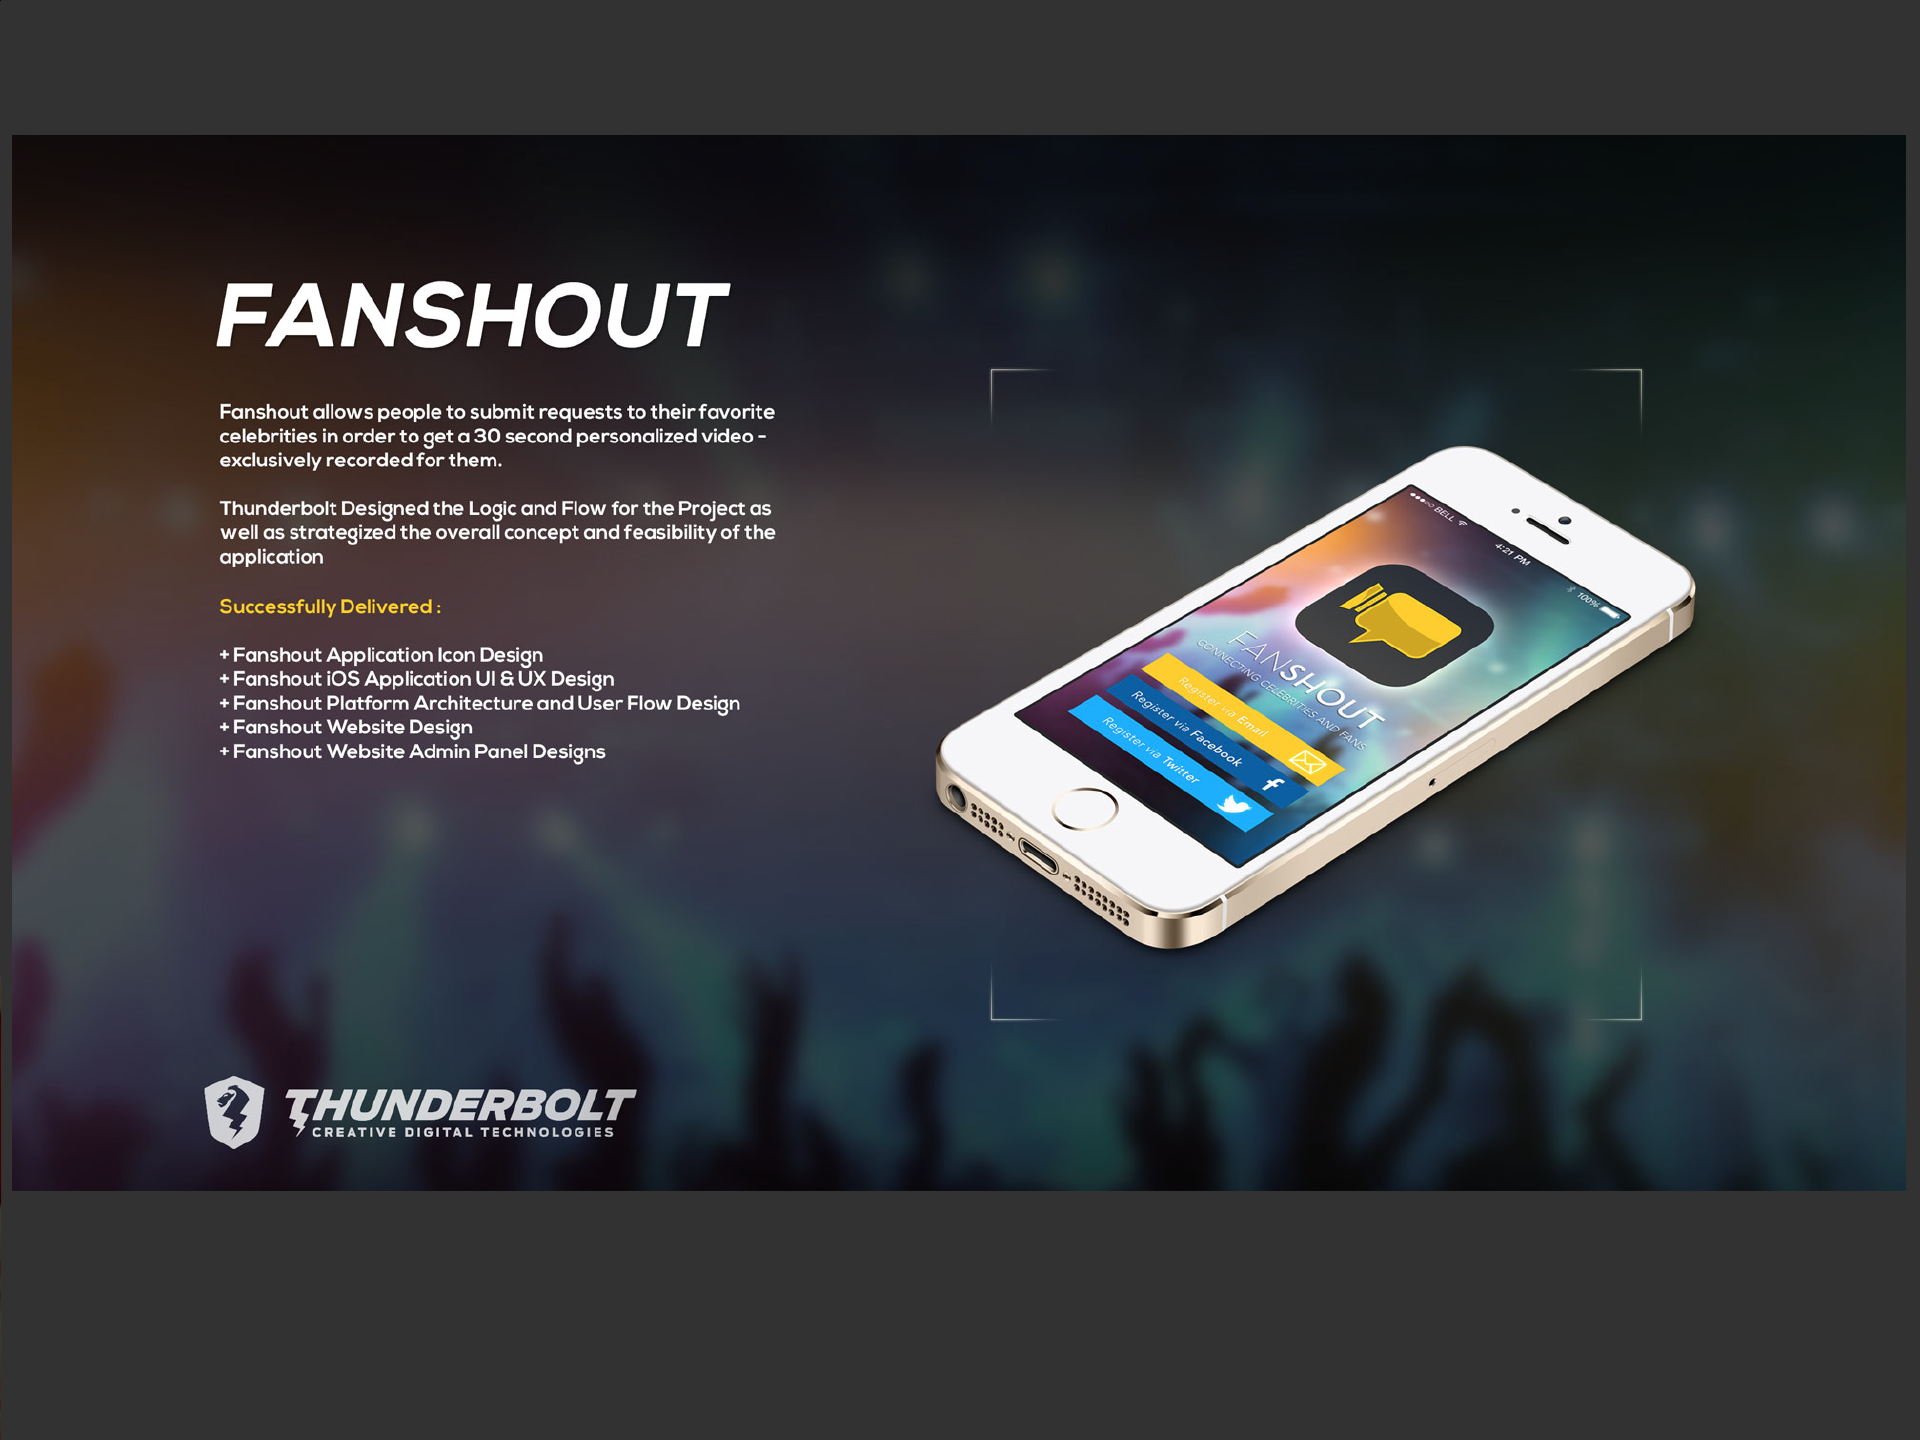 FANSHOUT
Fanshout allows people to submit requests to their favorite
celebrities in order to get a 30 second personalized video -
exclusively recorded for them.
Thunderbolt Designed the Logic and Flow for the Project as
well as strategized the overall concept and feasibility of the
application
Successfully Delivered :
+ Fanshout Application Icon Design
+ Fanshout iOS Application UI & UX Design
+ Fanshout Platform Architecture and User Flow Design
+ Fanshout Website Design
+ Fanshout Website Admin Panel Designs
BELL
4:21 PM
100%
FANSHOUT
CONNECTING CELEBRITIES AND FANS
Register via Email
Register via Facebook
Register via Twitter
THUNDERBOLT
CREATIVE DIGITAL TECHNOLOGIES